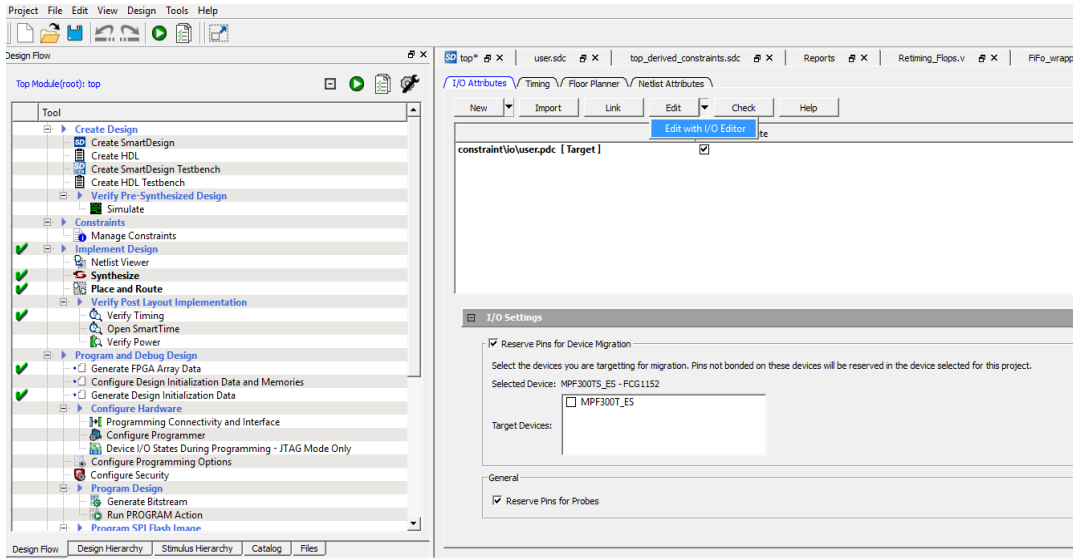 Project File Edit View Design Tools Help
Design Flow
Top Module(root): top
Tool
Create Design
Create SmartDesign
Create HDL
Create SmartDesign Testbench
Create HDL Testbench
Verify Pre-Synthesized Design
Simulate
Constraints
Manage Constraints
Implement Design
Netlist Viewer
Synthesize
Place and Route
Verify Post Layout Implementation
Verify Timing
Open SmartTime
Verify Power
Program and Debug Design
Generate FPGA Array Data
Configure Design Initialization Data and Memories
Generate Design Initialization Data
Configure Hardware
Programming Connectivity and Interface
Configure Programmer
Device I/O States During Programming - JTAG Mode Only
Configure Programming Options
Configure Security
Program Design
Generate Bitstream
Run PROGRAM Action
Program SPI Flash Image
Design Flow Design Hierarchy Stimulus Hierarchy Catalog Files
SD top* user.sdc top_derived_constraints.sdc Reports Retiming_Flops.v FiFo_wrapp
I/O Attributes Timing Floor Planner Netlist Attributes
New Import Link Edit Check Help
Edit with I/O Editor te
constraint\io\user.pdc [ Target ]
I/O Settings
Reserve Pins for Device Migration
Select the devices you are targetting for migration. Pins not bonded on these devices will be reserved in the device selected for this project.
Selected Device: MPF300TS_ES - FCG1152
MPF300T_ES
Target Devices:
General
Reserve Pins for Probes